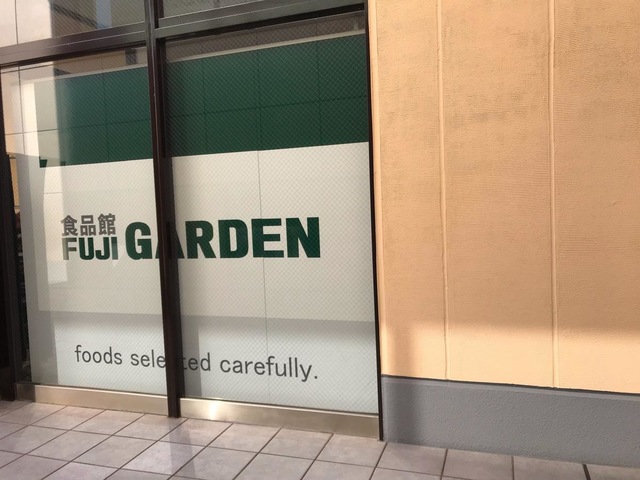 食品館
FUJI GARDEN
foods selected carefully.